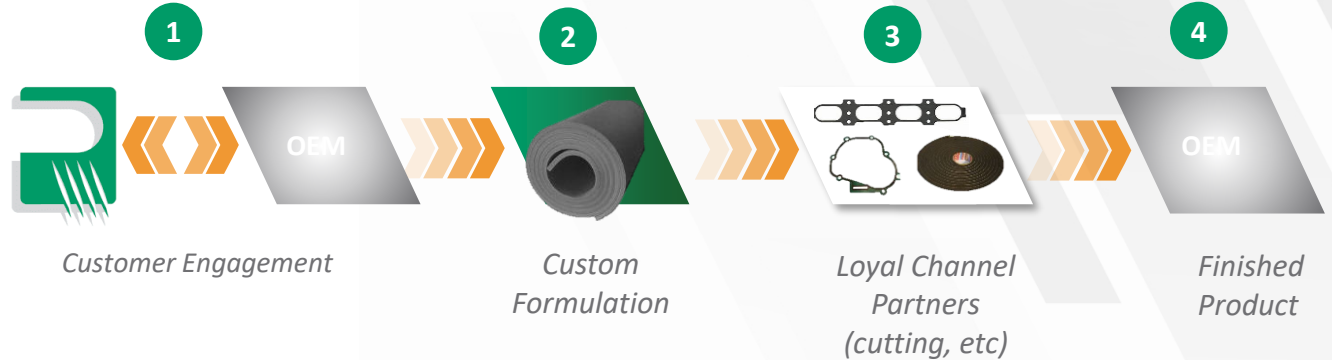 1
2
3
4
OEM
OEM
Customer Engagement
Custom
Formulation
Loyal Channel
Partners
(cutting, etc)
Finished
Product